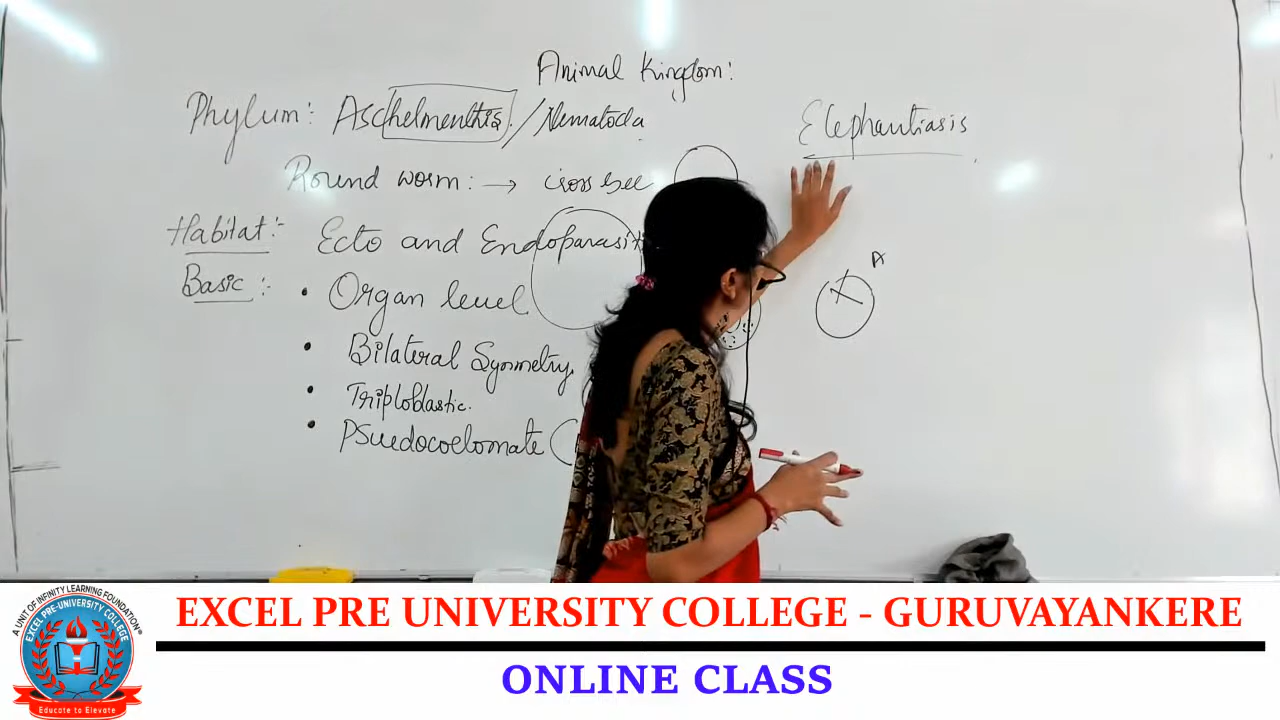 Animal Kingdom:
Phylum: Aschelmenthis / Nematoda
Elephantiasis
Round worm: → cross sec
Habitat:- Ecto and Endoparasit
A
Basic :- • Organ level
• Bilateral Symmetry
• Triploblastic.
• Psuedocoelomate (
A UNIT OF INFINITY LEARNING FOUNDATION®
EXCEL PRE-UNIVERSITY COLLEGE
GURUVAYANKERE
Educate to Elevate
EXCEL PRE UNIVERSITY COLLEGE - GURUVAYANKERE
ONLINE CLASS